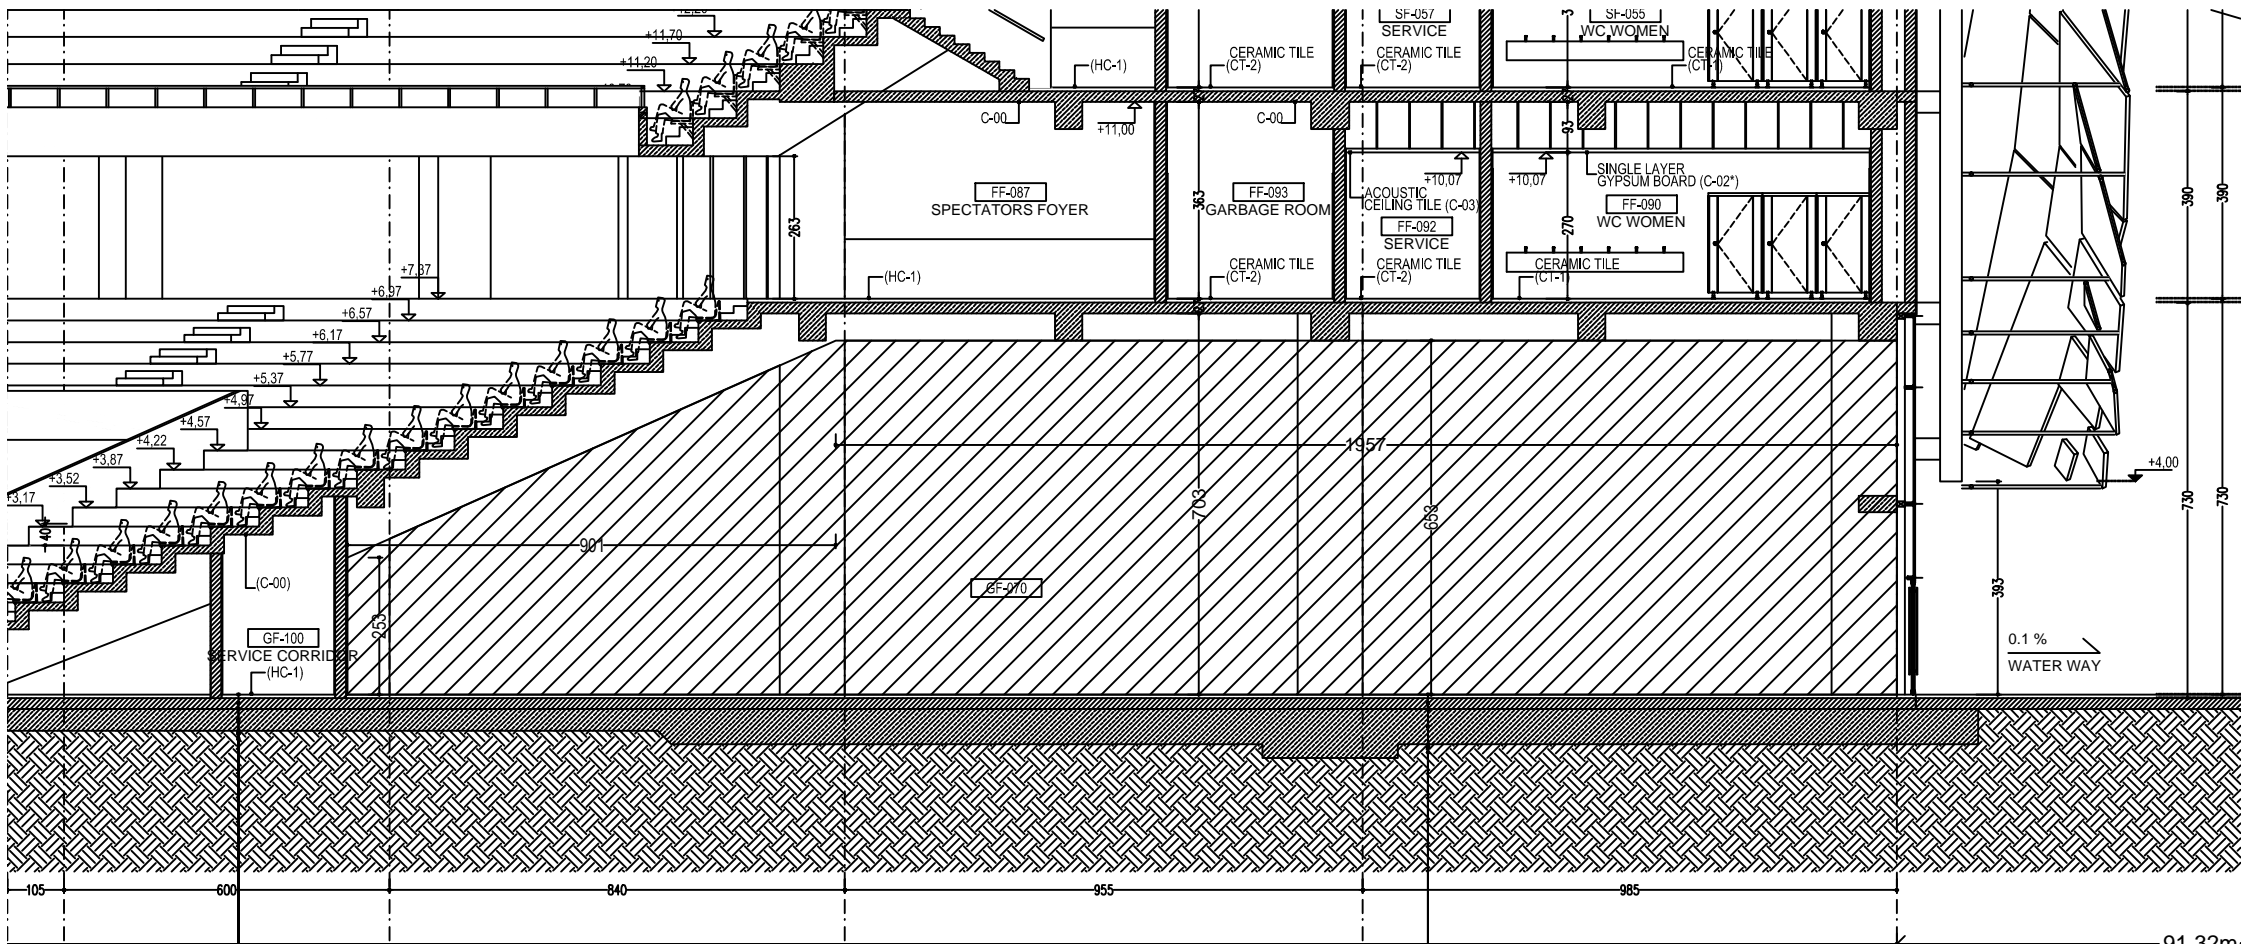 SF-057
SERVICE
SF-055
WC WOMEN
+11,70
+11,20
(HC-1)
CERAMIC TILE
(CT-2)
CERAMIC TILE
(CT-2)
CERAMIC TILE
(CT-1)
C-00
+11,00
C-00
93
+10,07
+10,07
SINGLE LAYER
GYPSUM BOARD (C-02*)
ACOUSTIC
CEILING TILE (C-03)
FF-087
SPECTATORS FOYER
FF-093
GARBAGE ROOM
FF-092
SERVICE
FF-090
WC WOMEN
263
363
270
390
390
+7,37
(HC-1)
CERAMIC TILE
(CT-2)
CERAMIC TILE
(CT-2)
CERAMIC TILE
(CT-1)
+6,97
+6,57
+6,17
+5,77
+5,37
+4,97
+4,57
+4,22
+3,87
+3,52
+3,17
40
1957
703
653
901
253
+4,00
730
730
393
(C-00)
GF-070
GF-100
SERVICE CORRIDOR
(HC-1)
0.1 %
WATER WAY
105
600
840
955
985